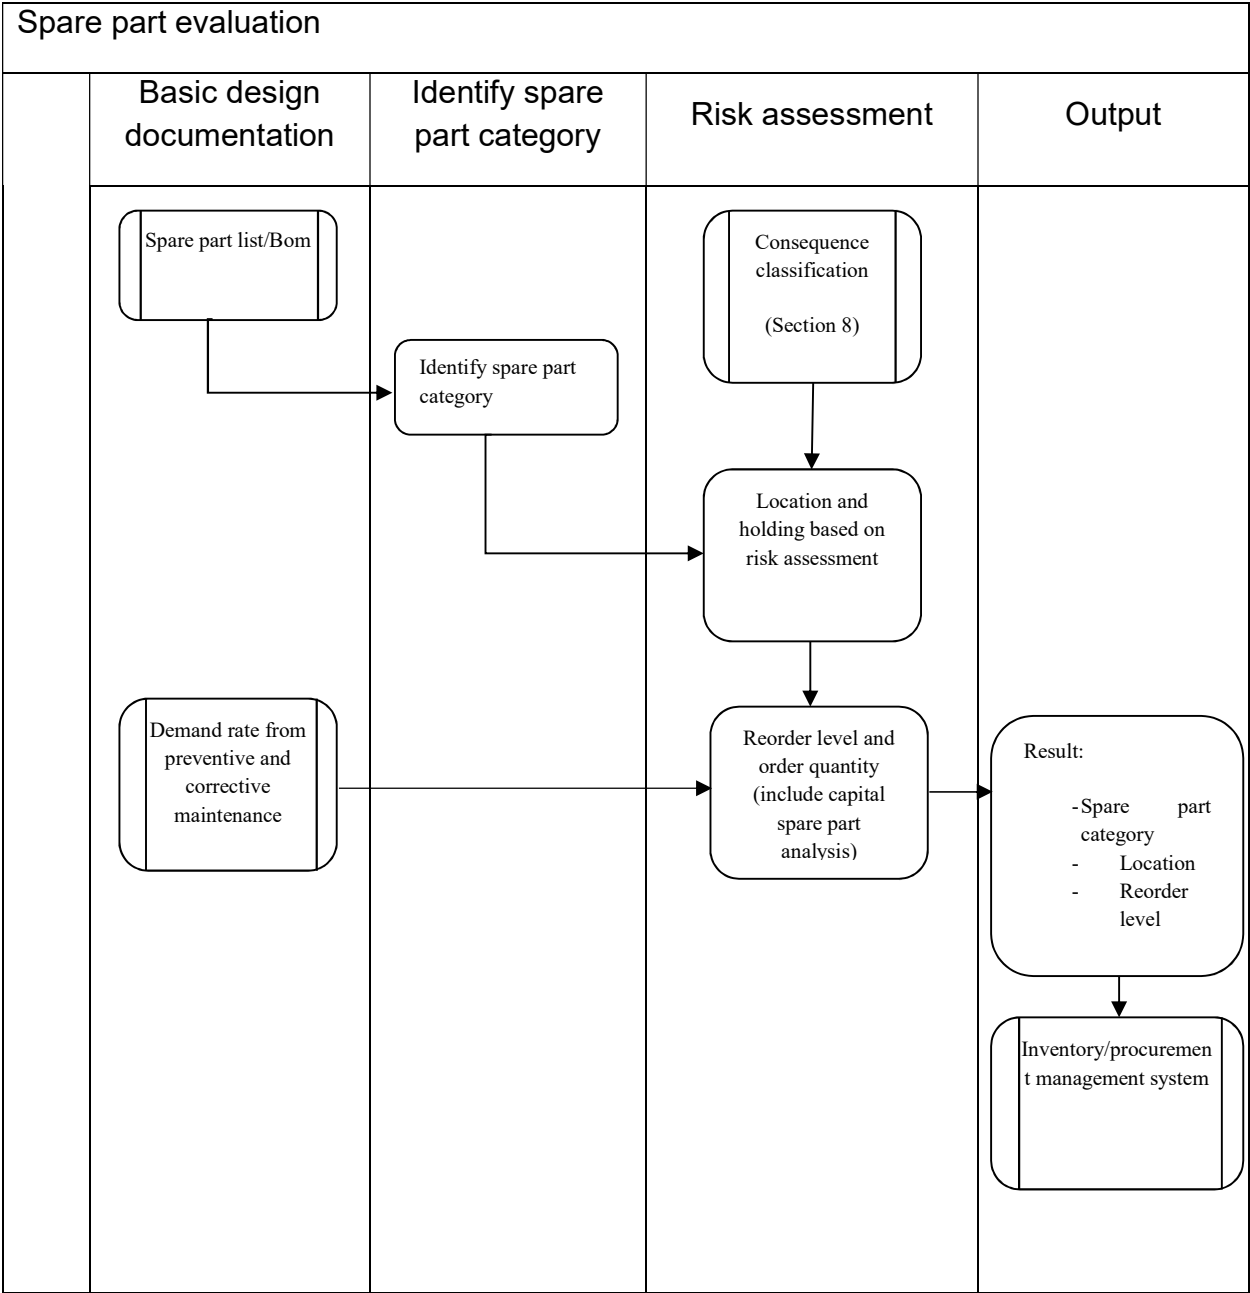 Spare part evaluation
Basic design
documentation
Identify spare
part category
Risk assessment
Output
Spare part list/Bom
Consequence
classification
(Section 8)
Identify spare part
category
Location and
holding based on
risk assessment
Demand rate from
preventive and
corrective
maintenance
Reorder level and
order quantity
(include capital
spare part
analysis)
Result:
-Spare part
category
- Location
- Reorder
level
Inventory/procuremen
t management system